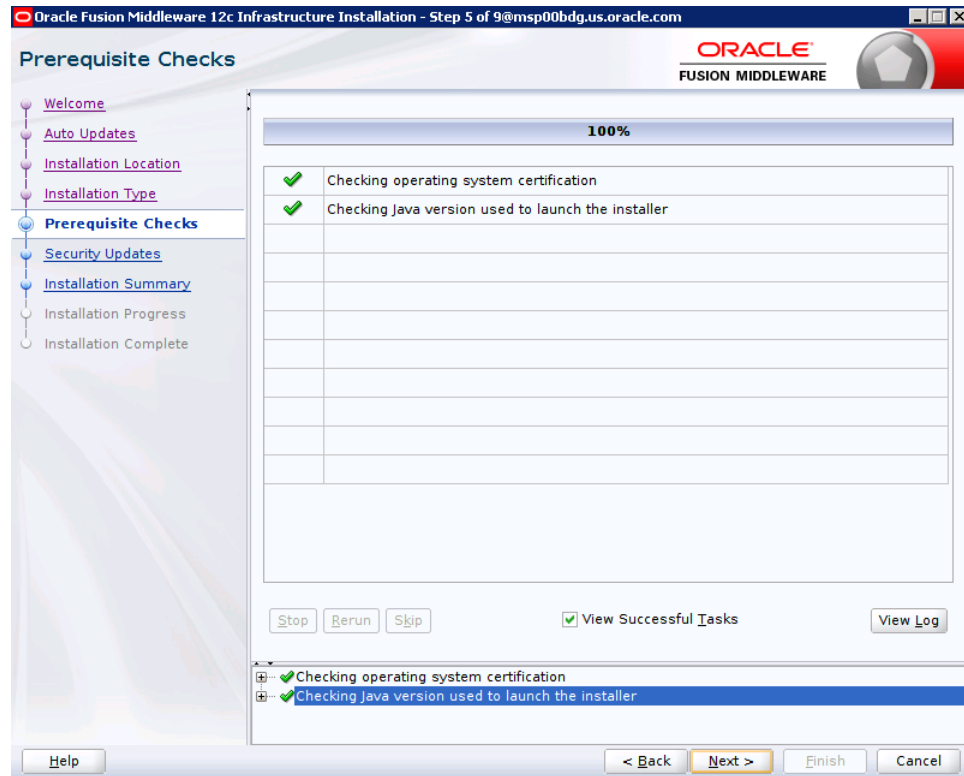 Oracle Fusion Middleware 12c Infrastructure Installation - Step 5 of 9@msp00bdg.us.oracle.com
Prerequisite Checks
ORACLE
FUSION MIDDLEWARE
Welcome
Auto Updates
Installation Location
Installation Type
Prerequisite Checks
Security Updates
Installation Summary
Installation Progress
Installation Complete
100%
Checking operating system certification
Checking Java version used to launch the installer
Stop Rerun Skip View Successful Tasks View Log
Checking operating system certification
Checking Java version used to launch the installer
Help < Back Next > Finish Cancel